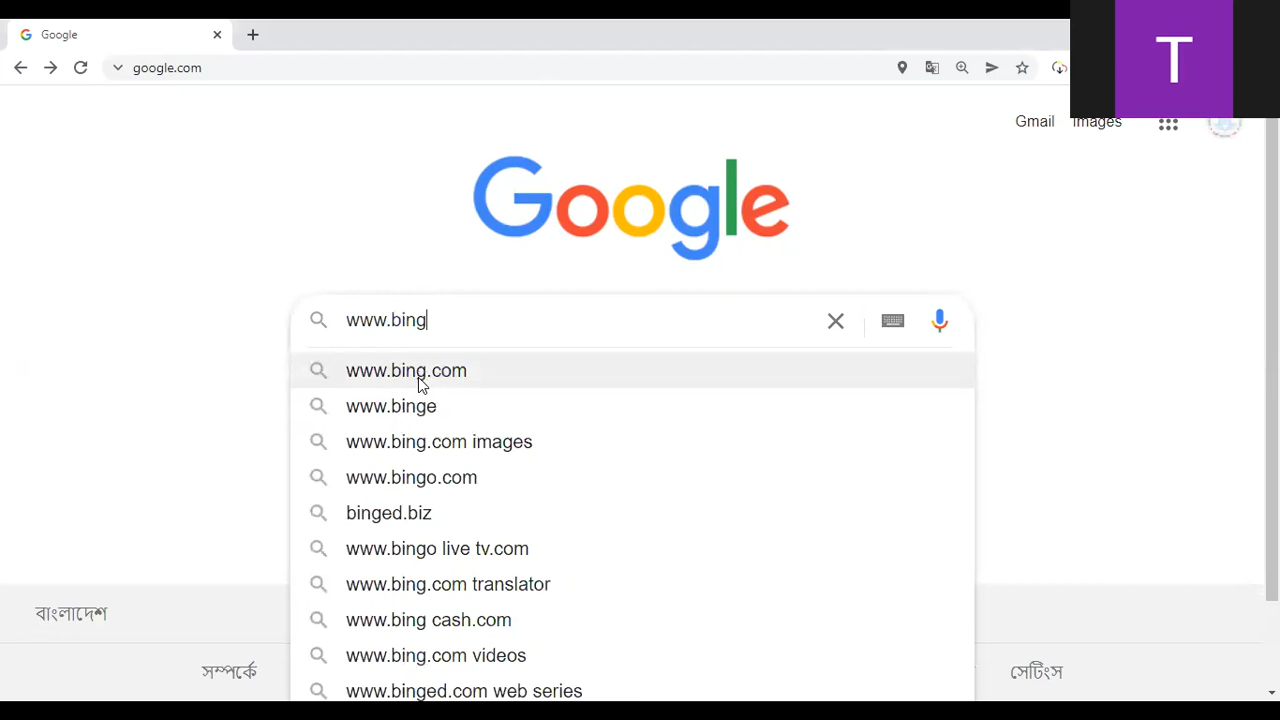 Google
T
google.com
Gmail Images
Google
www.bing
www.bing.com
www.binge
www.bing.com images
www.bingo.com
binged.biz
www.bingo live tv.com
www.bing.com translator
www.bing cash.com
www.bing.com videos
www.binged.com web series
বাংলাদেশ
সম্পর্কে সেটিংস